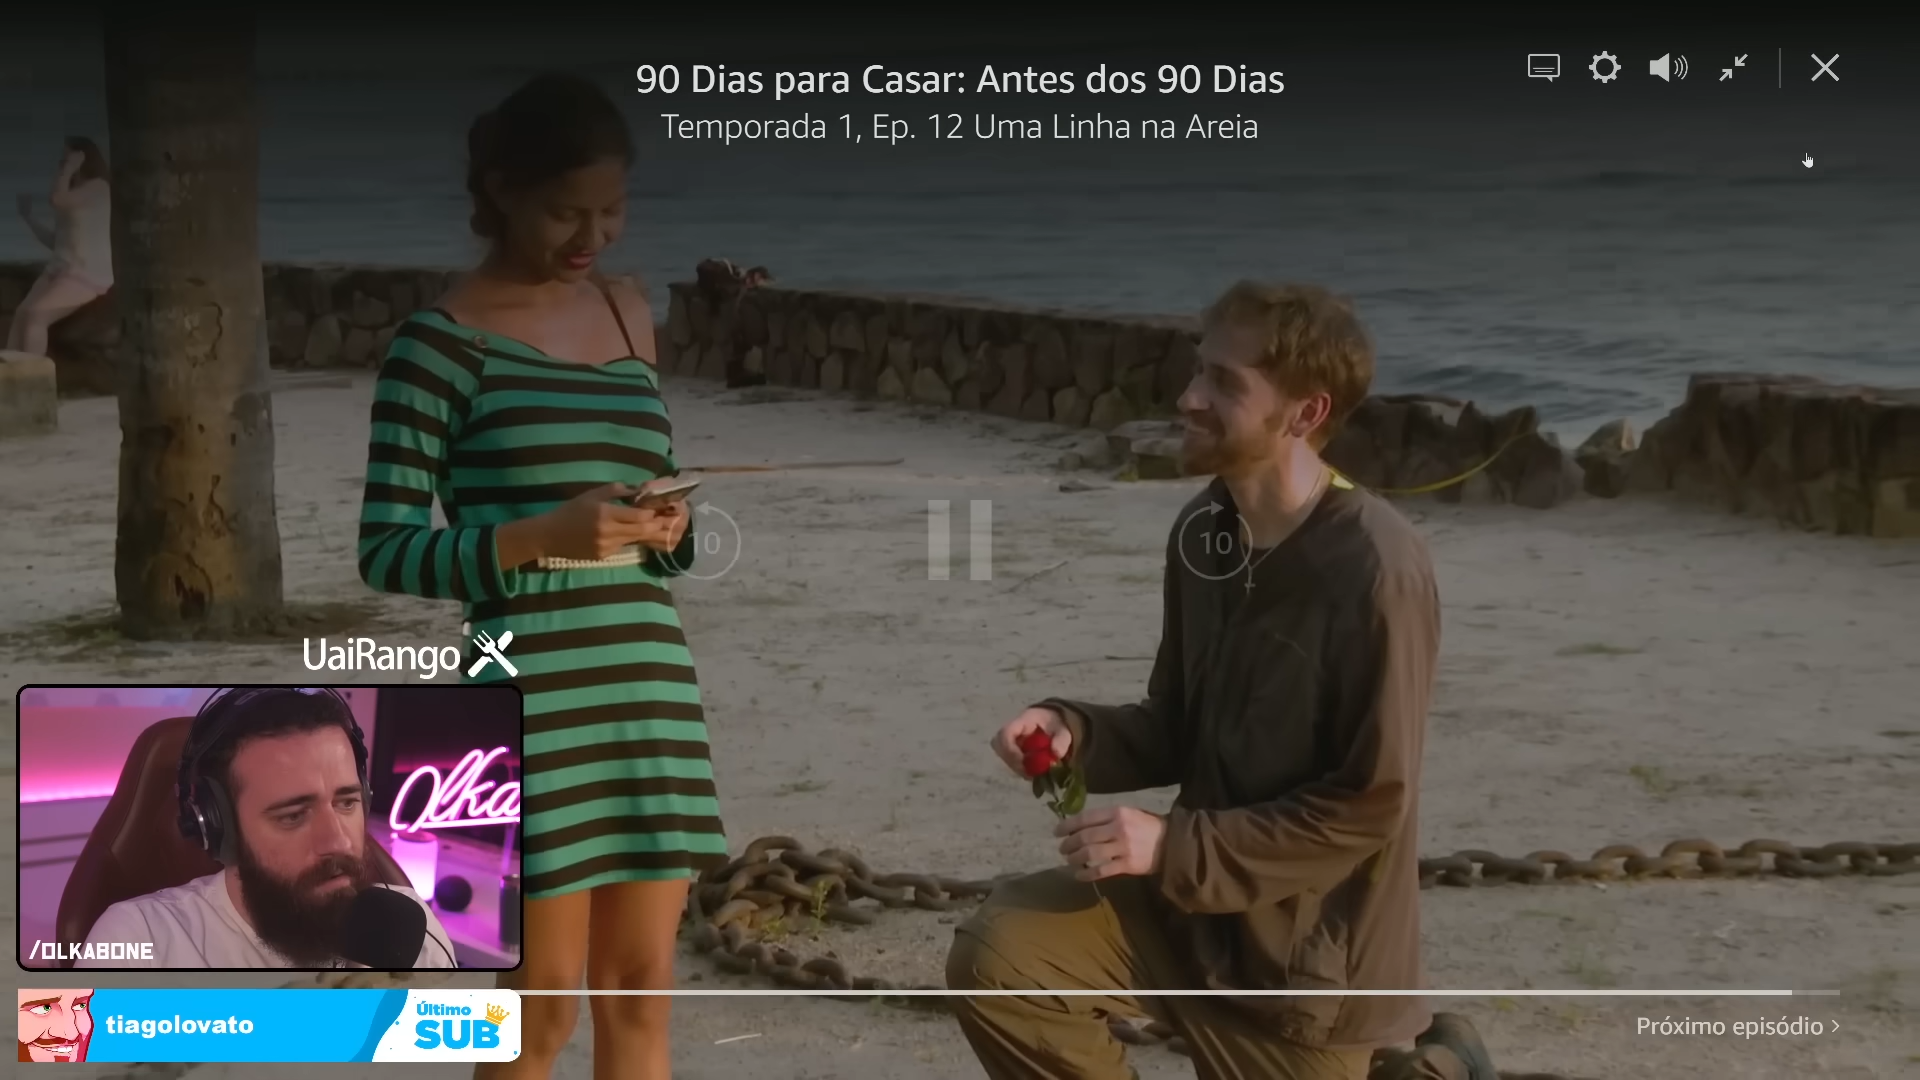 90 Dias para Casar: Antes dos 90 Dias
Temporada 1, Ep. 12 Uma Linha na Areia
10
10
UaiRango
Olka
/OLKABONE
tiagolovato
Último
SUB
Próximo episódio >